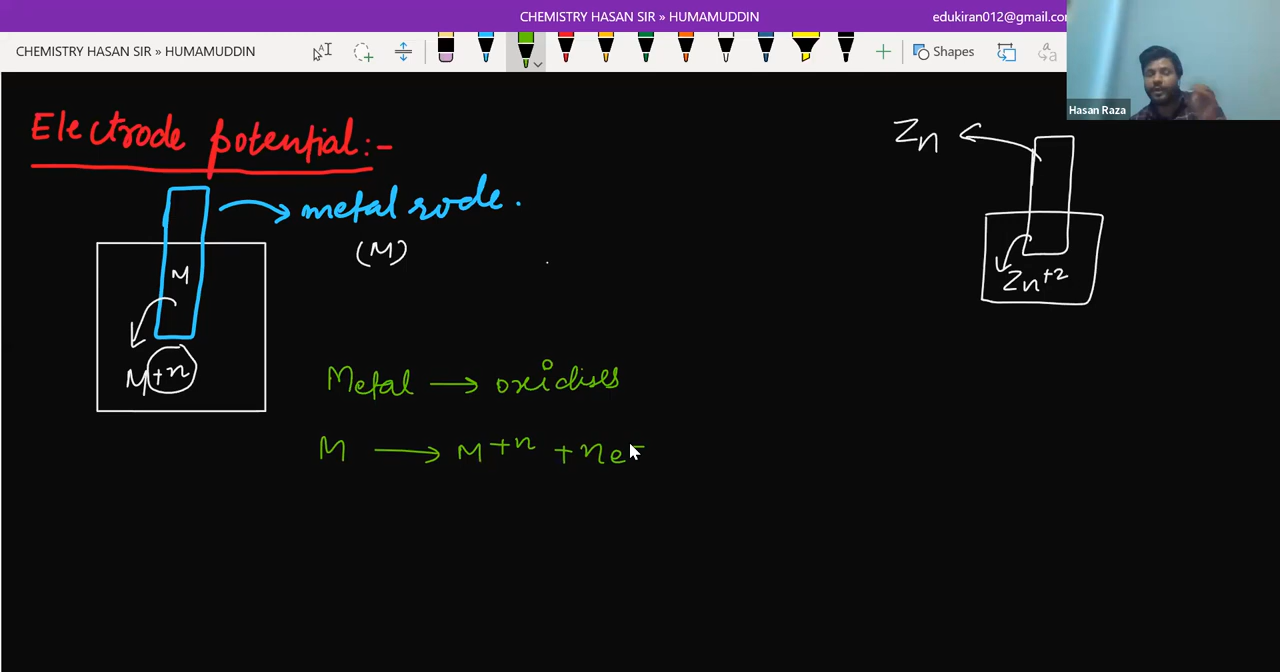 CHEMISTRY HASAN SIR » HUMAMUDDIN
edukiran012@gmail.co
CHEMISTRY HASAN SIR » HUMAMUDDIN
Shapes
Hasan Raza
Electrode potential:-
metal rode.
(M)
M
M+n
Zn
Zn+2
Metal → oxidises
M → M+n + ne-